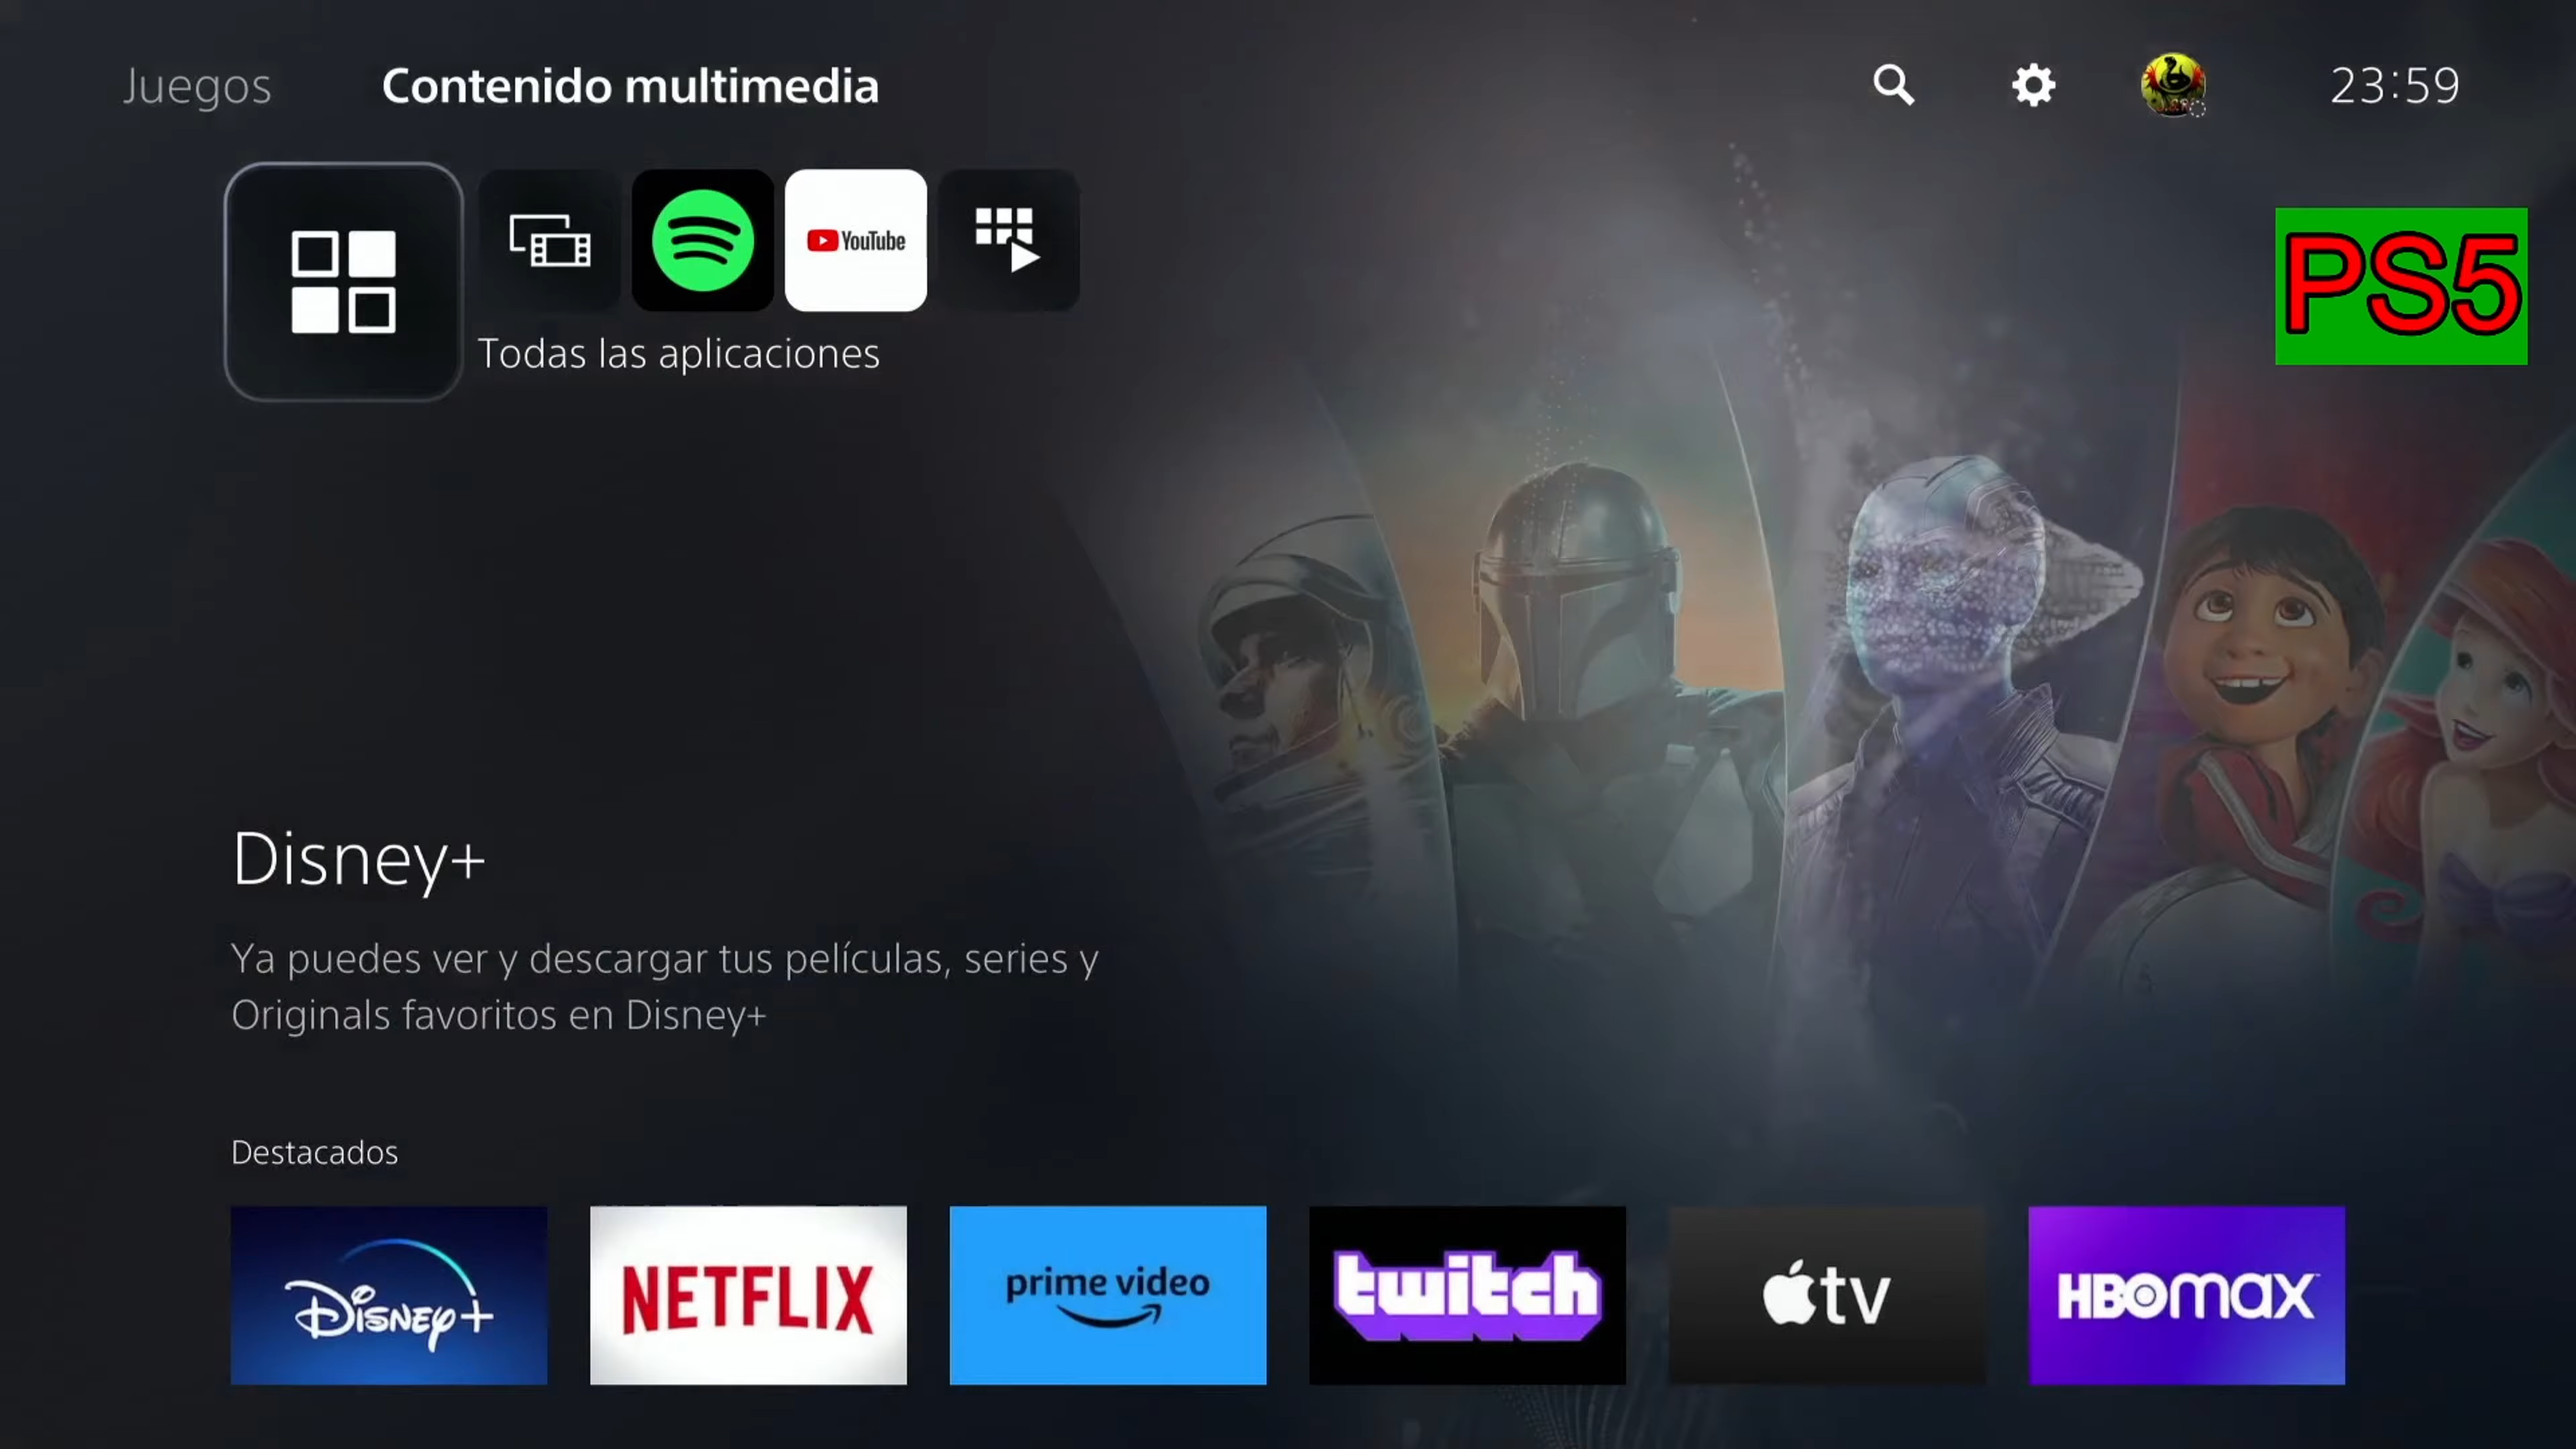 Juegos
Contenido multimedia
23:59
YouTube
PS5
Todas las aplicaciones
Disney+
Ya puedes ver y descargar tus películas, series y
Originals favoritos en Disney+
Destacados
Disney+
NETFLIX
prime video
twitch
tv
HBOmax